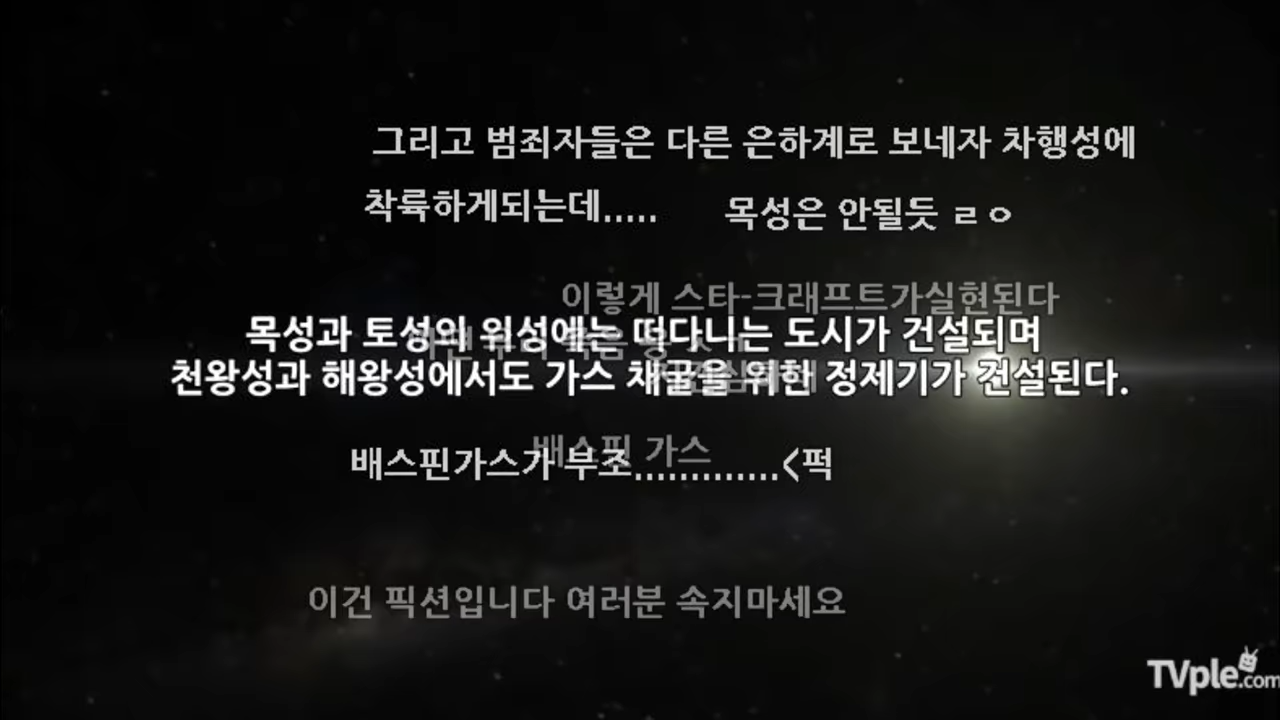 그리고 범죄자들은 다른 은하계로 보네자 차행성에
착륙하게되는데.....
목성은 안될듯 ㄹㅇ
이렇게 스타-크래프트가실현된다
목성과 토성의 위성에는 떠다니는 도시가 건설되며
천왕성과 해왕성에서도 가스 채굴을 위한 정제기가 건설된다.
배스핀 가스
배스핀가스가 부조.............<퍽
이건 픽션입니다 여러분 속지마세요
TVple.com